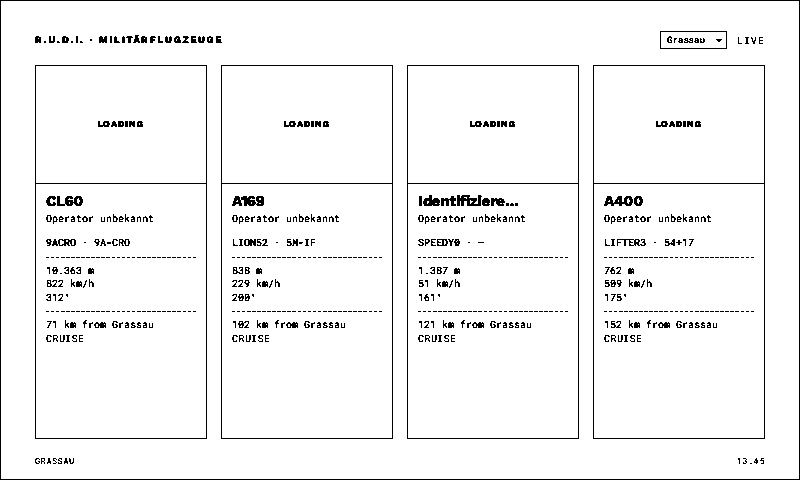 R.U.D.I. · MILITÄRFLUGZEUGE
Grassau
LIVE
LOADING
CL60
Operator unbekannt
9ACRO · 9A-CRO
10.363 m
822 km/h
312°
71 km from Grassau
CRUISE
LOADING
A169
Operator unbekannt
LION52 · 5M-IF
838 m
229 km/h
200°
102 km from Grassau
CRUISE
LOADING
Identifiziere...
Operator unbekannt
SPEEDY0 · —
1.387 m
51 km/h
161°
121 km from Grassau
CRUISE
LOADING
A400
Operator unbekannt
LIFTER3 · 54+17
762 m
509 km/h
175°
152 km from Grassau
CRUISE
GRASSAU
13.45